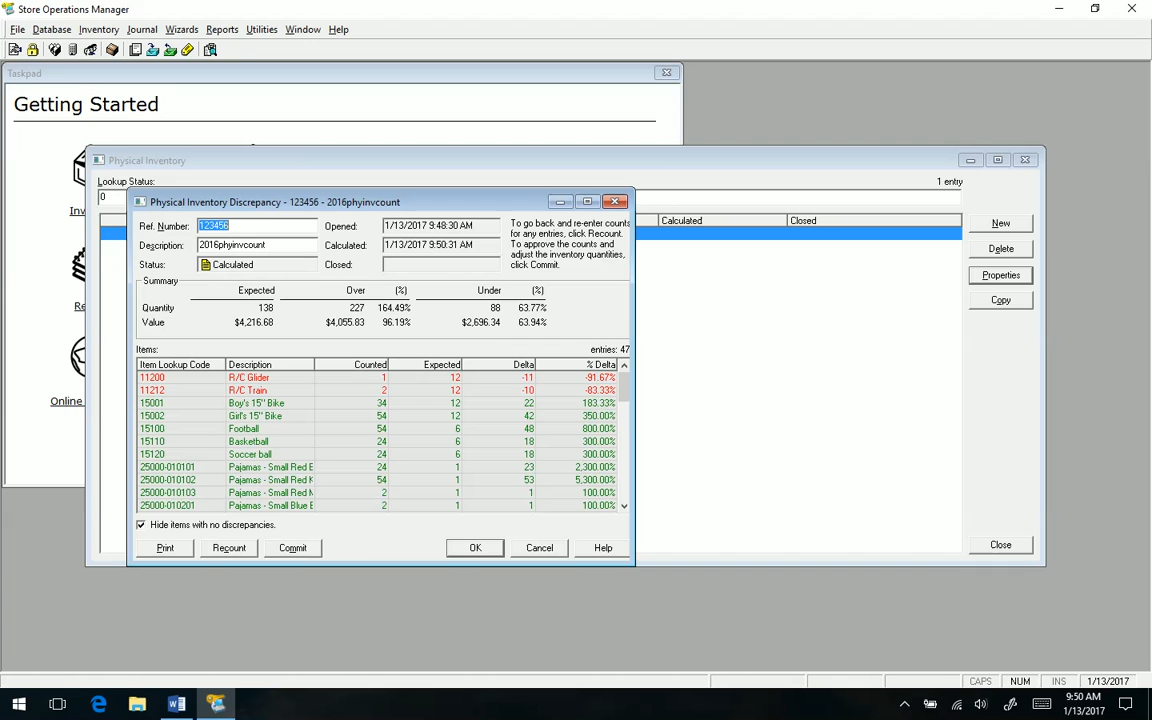 Store Operations Manager
File Database Inventory Journal Wizards Reports Utilities Window Help
Taskpad
Getting Started
Physical Inventory
Lookup Status:
1 entry
0
Inv
Re
Online
Calculated Closed
New
Delete
Properties
Copy
Close
Physical Inventory Discrepancy - 123456 - 2016phyinvcount
Ref. Number: 123456 Opened: 1/13/2017 9:48:30 AM
Description: 2016phyinvcount Calculated: 1/13/2017 9:50:31 AM
Status: Calculated Closed:
To go back and re-enter counts
for any entries, click Recount.
To approve the counts and
adjust the inventory quantities,
click Commit.
Summary
Expected Over (%) Under (%)
Quantity 138 227 164.49% 88 63.77%
Value $4,216.68 $4,055.83 96.19% $2,696.34 63.94%
Items: entries: 47
Item Lookup Code Description Counted Expected Delta % Delta
11200 R/C Glider 1 12 -11 -91.67%
11212 R/C Train 2 12 -10 -83.33%
15001 Boy's 15" Bike 34 12 22 183.33%
15002 Girl's 15" Bike 54 12 42 350.00%
15100 Football 54 6 48 800.00%
15110 Basketball 24 6 18 300.00%
15120 Soccer ball 24 6 18 300.00%
25000-010101 Pajamas - Small Red E 24 1 23 2,300.00%
25000-010102 Pajamas - Small Red K 54 1 53 5,300.00%
25000-010103 Pajamas - Small Red M 2 1 1 100.00%
25000-010201 Pajamas - Small Blue E 2 1 1 100.00%
Hide items with no discrepancies.
Print Recount Commit OK Cancel Help
CAPS NUM INS 1/13/2017
9:50 AM
1/13/2017